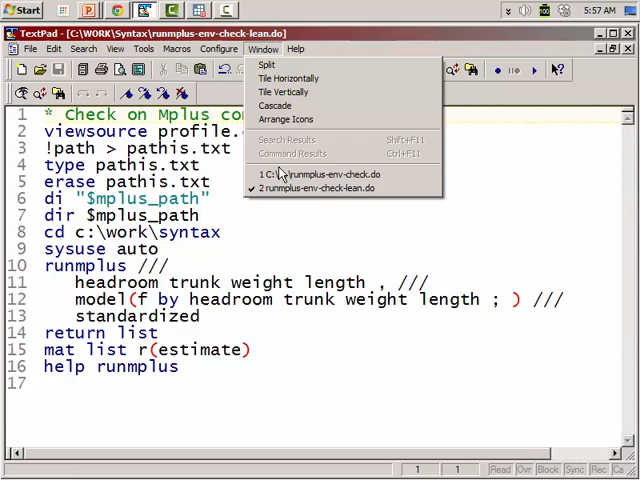 Start
5:57 AM
TextPad - [C:\WORK\Syntax\runmplus-env-check-lean.do]
File Edit Search View Tools Macros Configure Window Help
Split
Tile Horizontally
Tile Vertically
Cascade
Arrange Icons
Search Results Shift+F11
Command Results Ctrl+F11
1 C:\ \runmplus-env-check.do
2 runmplus-env-check-lean.do
1 * Check on Mplus
2 viewsource profile.
3 !path > pathis.txt
4 type pathis.txt
5 erase pathis.txt
6 di "$mplus_path"
7 dir $mplus_path
8 cd c:\work\syntax
9 sysuse auto
10 runmplus ///
11 headroom trunk weight length , ///
12 model(f by headroom trunk weight length ; ) ///
13 standardized
14 return list
15 mat list r(estimate)
16 help runmplus
17
1 1 Read Ovr Block Sync Rec Ca